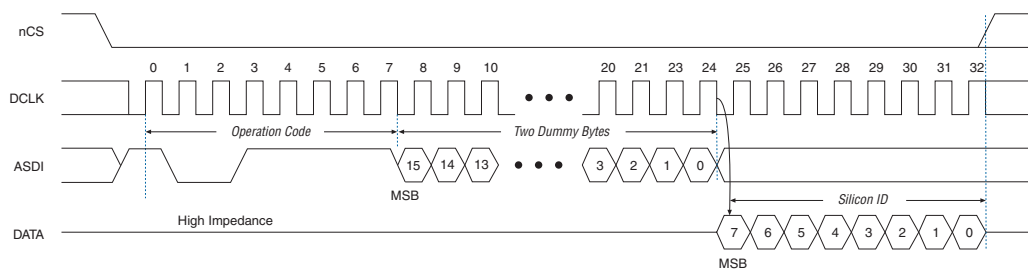 nCS
0 1 2 3 4 5 6 7 8 9 10 20 21 23 24 25 26 27 28 29 30 31 32
DCLK
Operation Code Two Dummy Bytes
ASDI
15 14 13 3 2 1 0
MSB
Silicon ID
High Impedance
DATA
7 6 5 4 3 2 1 0
MSB